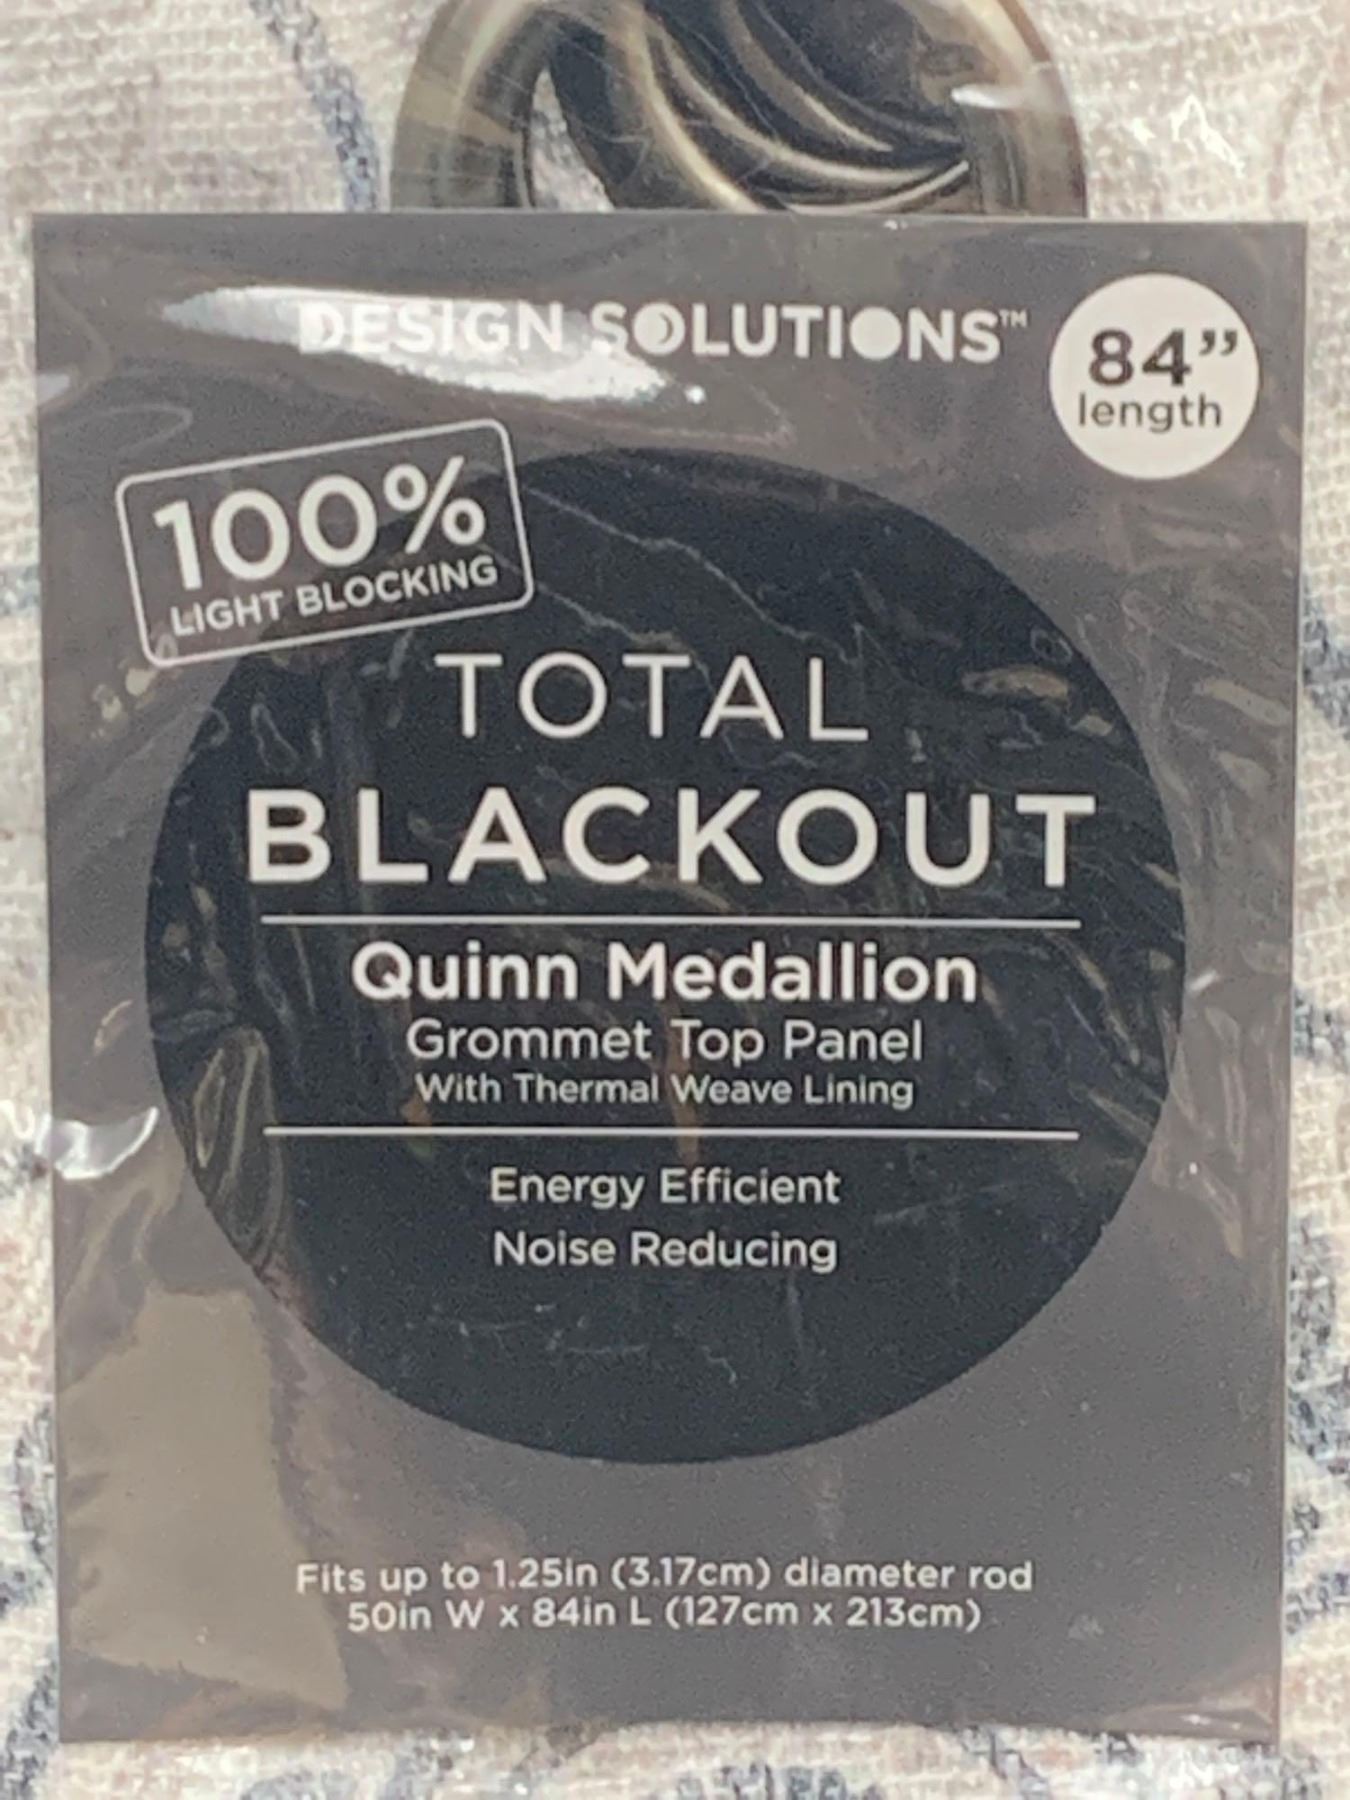 DESIGN SOLUTIONS™
84”
length
100%
LIGHT BLOCKING
TOTAL
BLACKOUT
Quinn Medallion
Grommet Top Panel
With Thermal Weave Lining
Energy Efficient
Noise Reducing
Fits up to 1.25in (3.17cm) diameter rod
50in W x 84in L (127cm x 213cm)